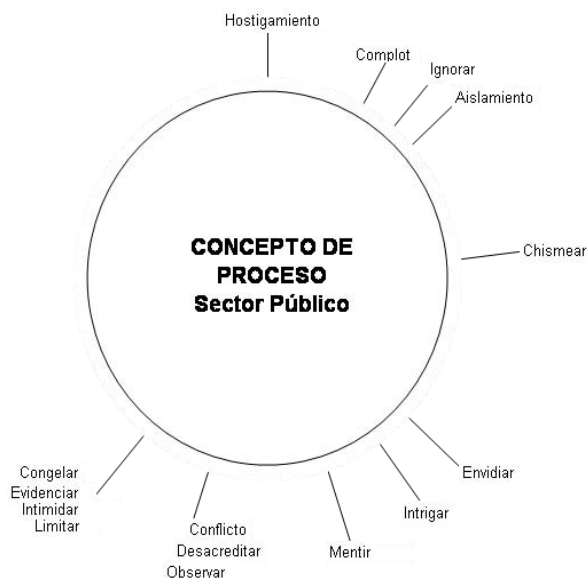 Hostigamiento
Complot
Ignorar
Aislamiento
CONCEPTO DE
PROCESO
Sector Público
Chismear
Envidiar
Intrigar
Mentir
Conflicto
Desacreditar
Observar
Congelar
Evidenciar
Intimidar
Limitar